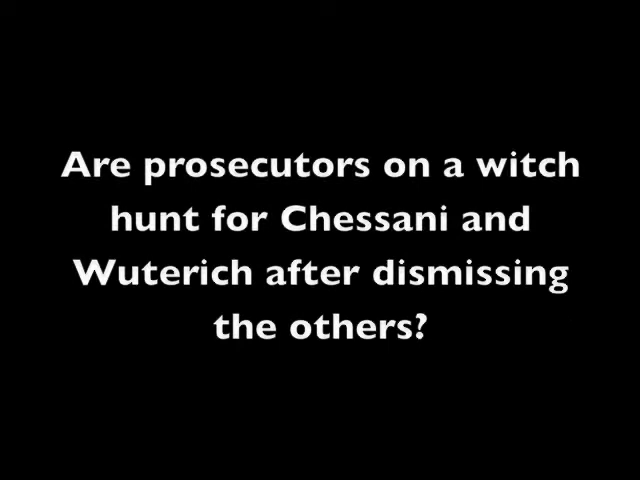 Are prosecutors on a witch
hunt for Chessani and
Wuterich after dismissing
the others?